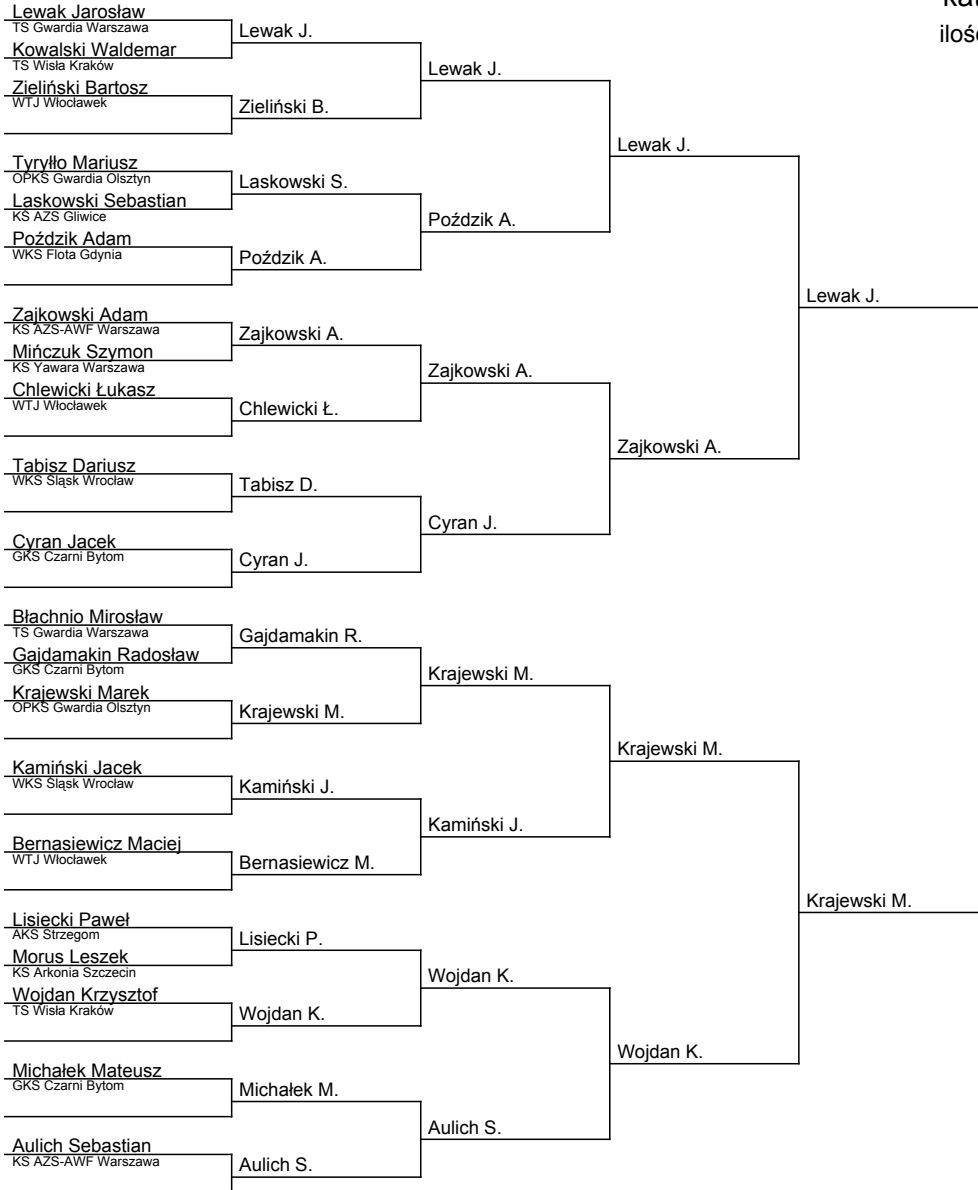 kat
ilość
Lewak Jarosław
TS Gwardia Warszawa
Kowalski Waldemar
TS Wisła Kraków
Zieliński Bartosz
WTJ Włocławek
Tyryłło Mariusz
OPKS Gwardia Olsztyn
Laskowski Sebastian
KS AZS Gliwice
Poździk Adam
WKS Flota Gdynia
Zajkowski Adam
KS AZS-AWF Warszawa
Mińczuk Szymon
KS Yawara Warszawa
Chlewicki Łukasz
WTJ Włocławek
Tabisz Dariusz
WKS Śląsk Wrocław
Cyran Jacek
GKS Czarni Bytom
Błachnio Mirosław
TS Gwardia Warszawa
Gajdamakin Radosław
GKS Czarni Bytom
Krajewski Marek
OPKS Gwardia Olsztyn
Kamiński Jacek
WKS Śląsk Wrocław
Bernasiewicz Maciej
WTJ Włocławek
Lisiecki Paweł
AKS Strzegom
Morus Leszek
KS Arkonia Szczecin
Wojdan Krzysztof
TS Wisła Kraków
Michałek Mateusz
GKS Czarni Bytom
Aulich Sebastian
KS AZS-AWF Warszawa
Lewak J.
Zieliński B.
Laskowski S.
Poździk A.
Zajkowski A.
Chlewicki Ł.
Tabisz D.
Cyran J.
Gajdamakin R.
Krajewski M.
Kamiński J.
Bernasiewicz M.
Lisiecki P.
Wojdan K.
Michałek M.
Aulich S.
Lewak J.
Poździk A.
Zajkowski A.
Cyran J.
Krajewski M.
Kamiński J.
Wojdan K.
Aulich S.
Lewak J.
Zajkowski A.
Krajewski M.
Wojdan K.
Lewak J.
Krajewski M.